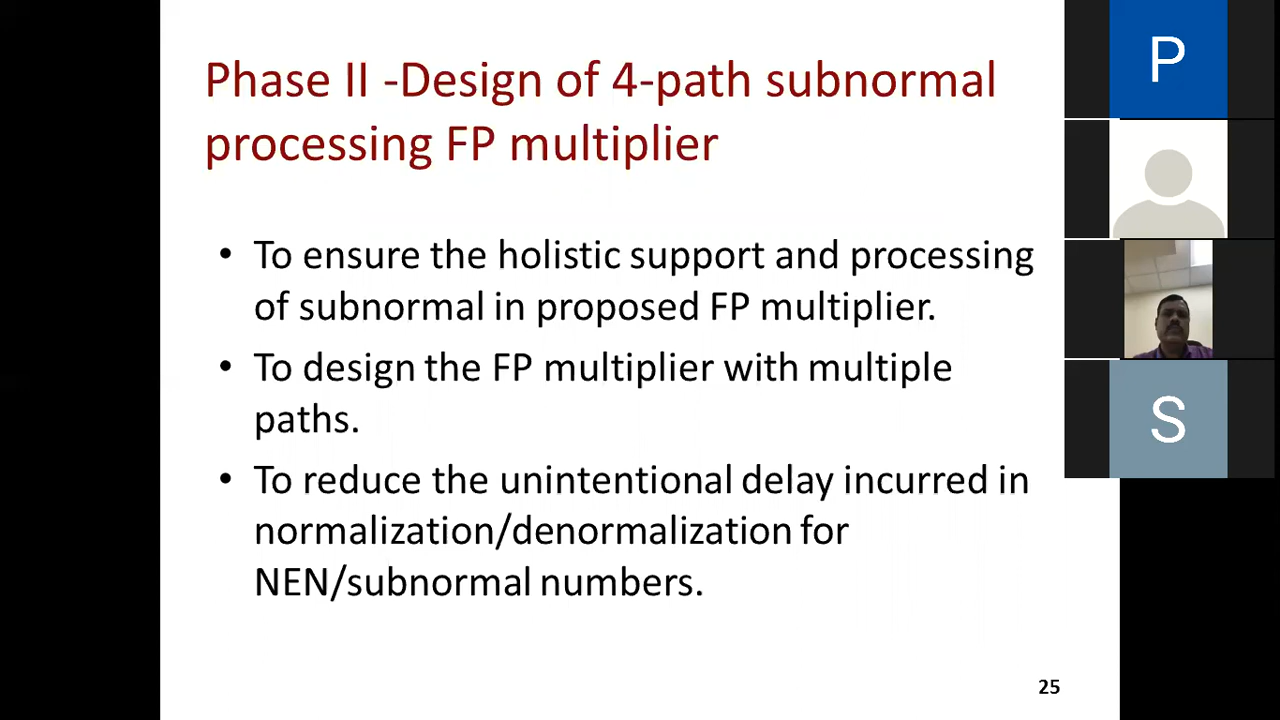 Phase II -Design of 4-path subnormal
processing FP multiplier
• To ensure the holistic support and processing
of subnormal in proposed FP multiplier.
• To design the FP multiplier with multiple
paths.
• To reduce the unintentional delay incurred in
normalization/denormalization for
NEN/subnormal numbers.
25
P
S